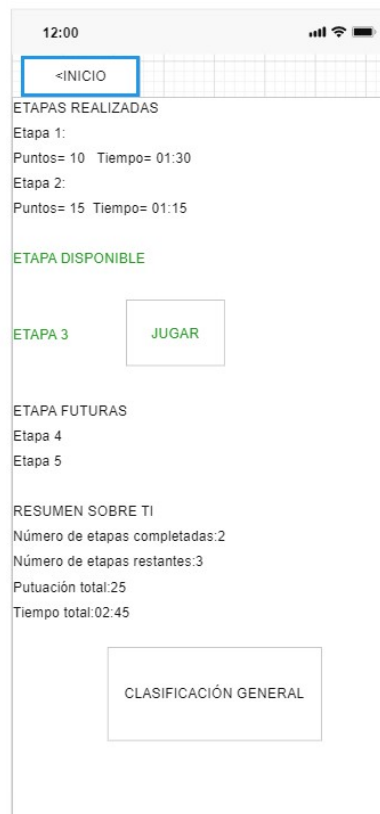 12:00
<INICIO
ETAPAS REALIZADAS
Etapa 1:
Puntos= 10 Tiempo= 01:30
Etapa 2:
Puntos= 15 Tiempo= 01:15
ETAPA DISPONIBLE
ETAPA 3 JUGAR
ETAPA FUTURAS
Etapa 4
Etapa 5
RESUMEN SOBRE TI
Número de etapas completadas:2
Número de etapas restantes:3
Putuación total:25
Tiempo total:02:45
CLASIFICACIÓN GENERAL